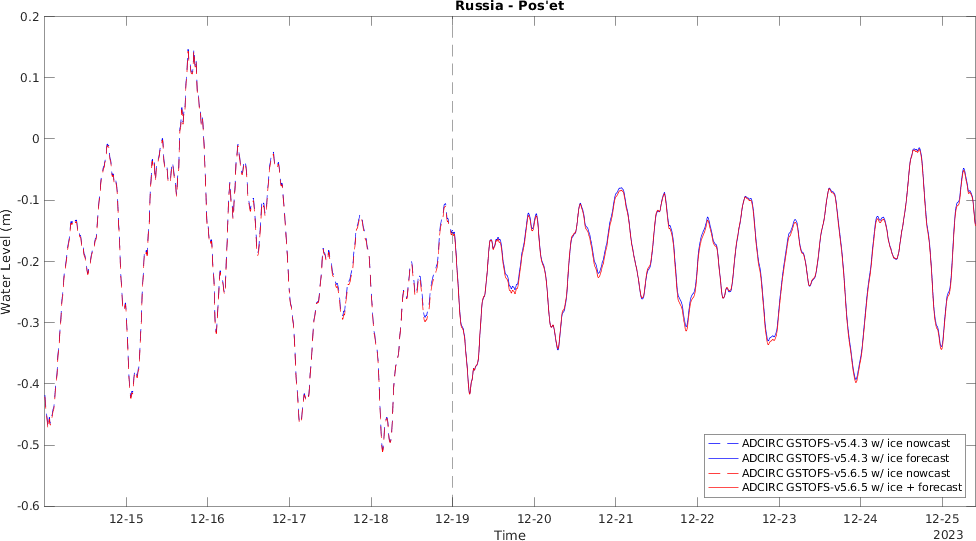 Russia - Pos'et
0.2
0.1
0
-0.1
-0.2
-0.3
-0.4
-0.5
-0.6
Water Level (m)
ADCIRC GSTOFS-v5.4.3 w/ ice nowcast
ADCIRC GSTOFS-v5.4.3 w/ ice forecast
ADCIRC GSTOFS-v5.6.5 w/ ice nowcast
ADCIRC GSTOFS-v5.6.5 w/ ice + forecast
12-15 12-16 12-17 12-18 12-19 12-20 12-21 12-22 12-23 12-24 12-25
Time
2023